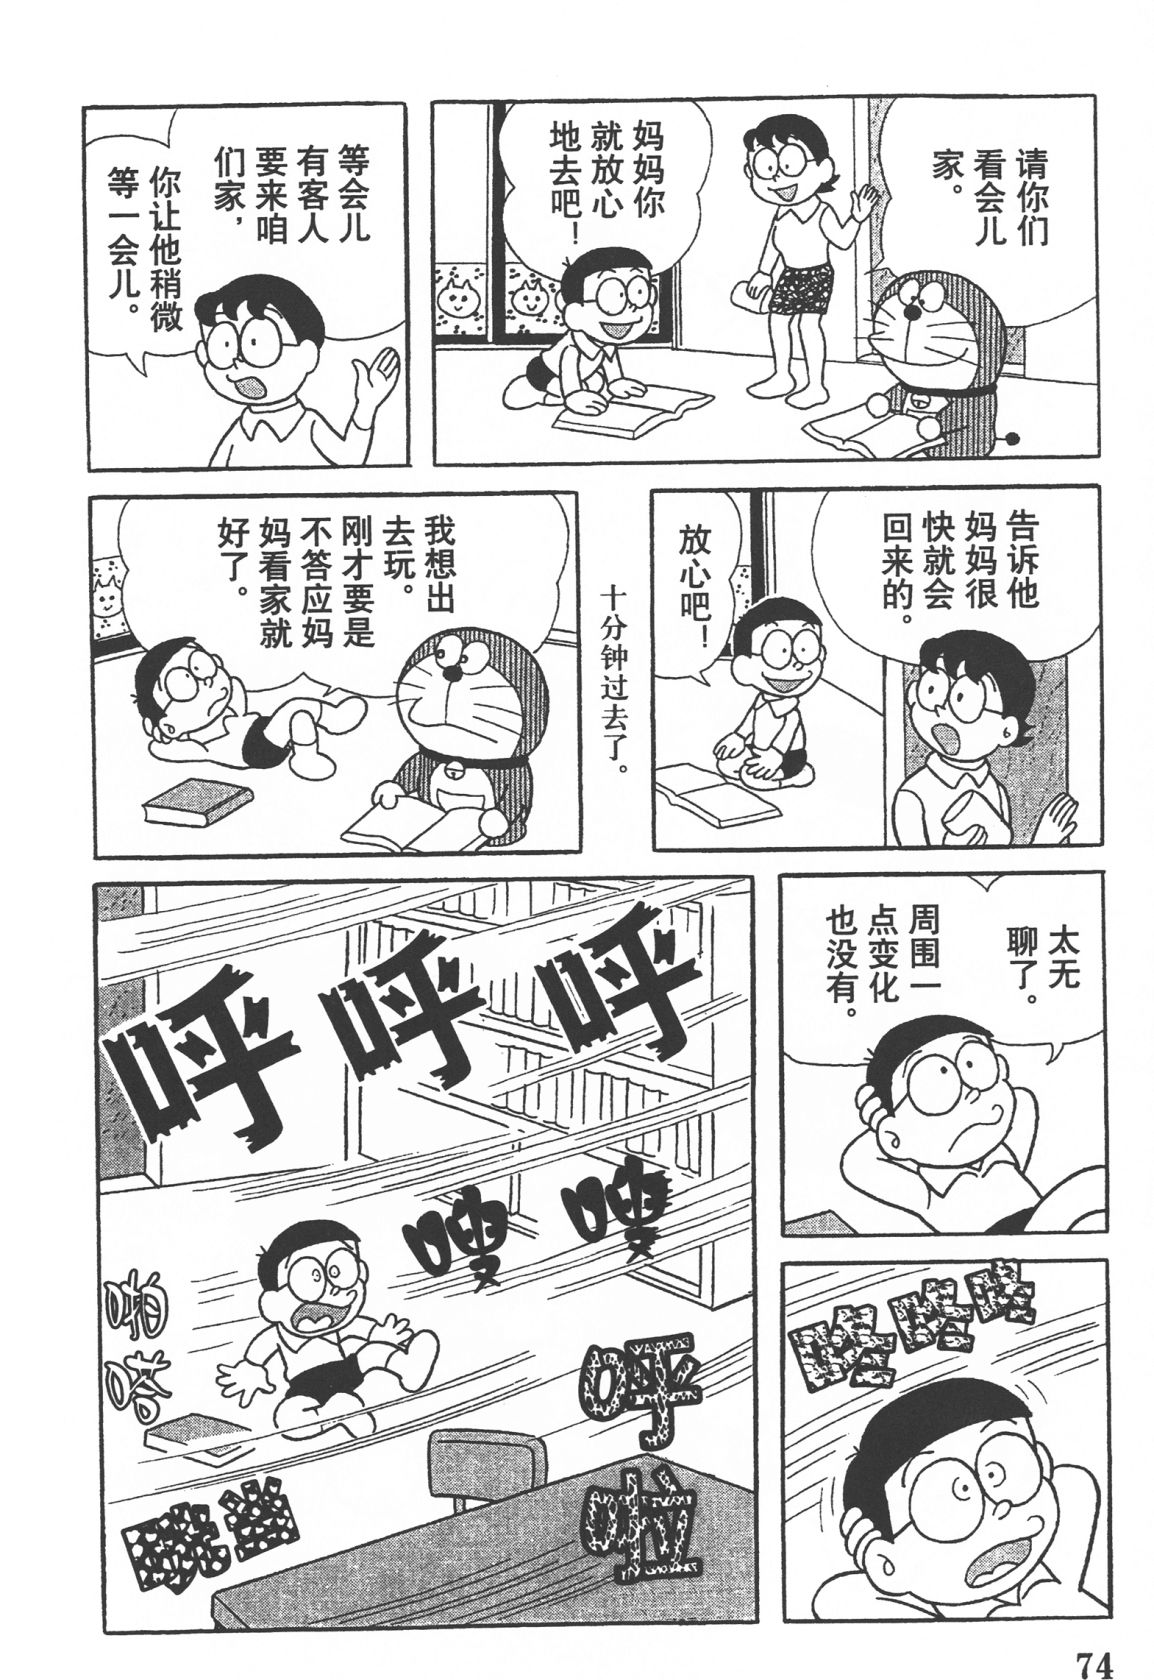 请你们
看会儿
家。
妈妈你
就放心
地去吧！
等会儿
有客人
要来咱
们家，
你让他稍微
等一会儿。
告诉他
妈妈很
快就会
回来的。
放心吧！
十分钟过去了。
我想出
去玩。
刚才要是
不答应妈
妈看家就
好了。
太无
聊了。
周围一
点变化
也没有。
咚咚咚
呼呼呼
嗖嗖
啪嗒
呼啦
74